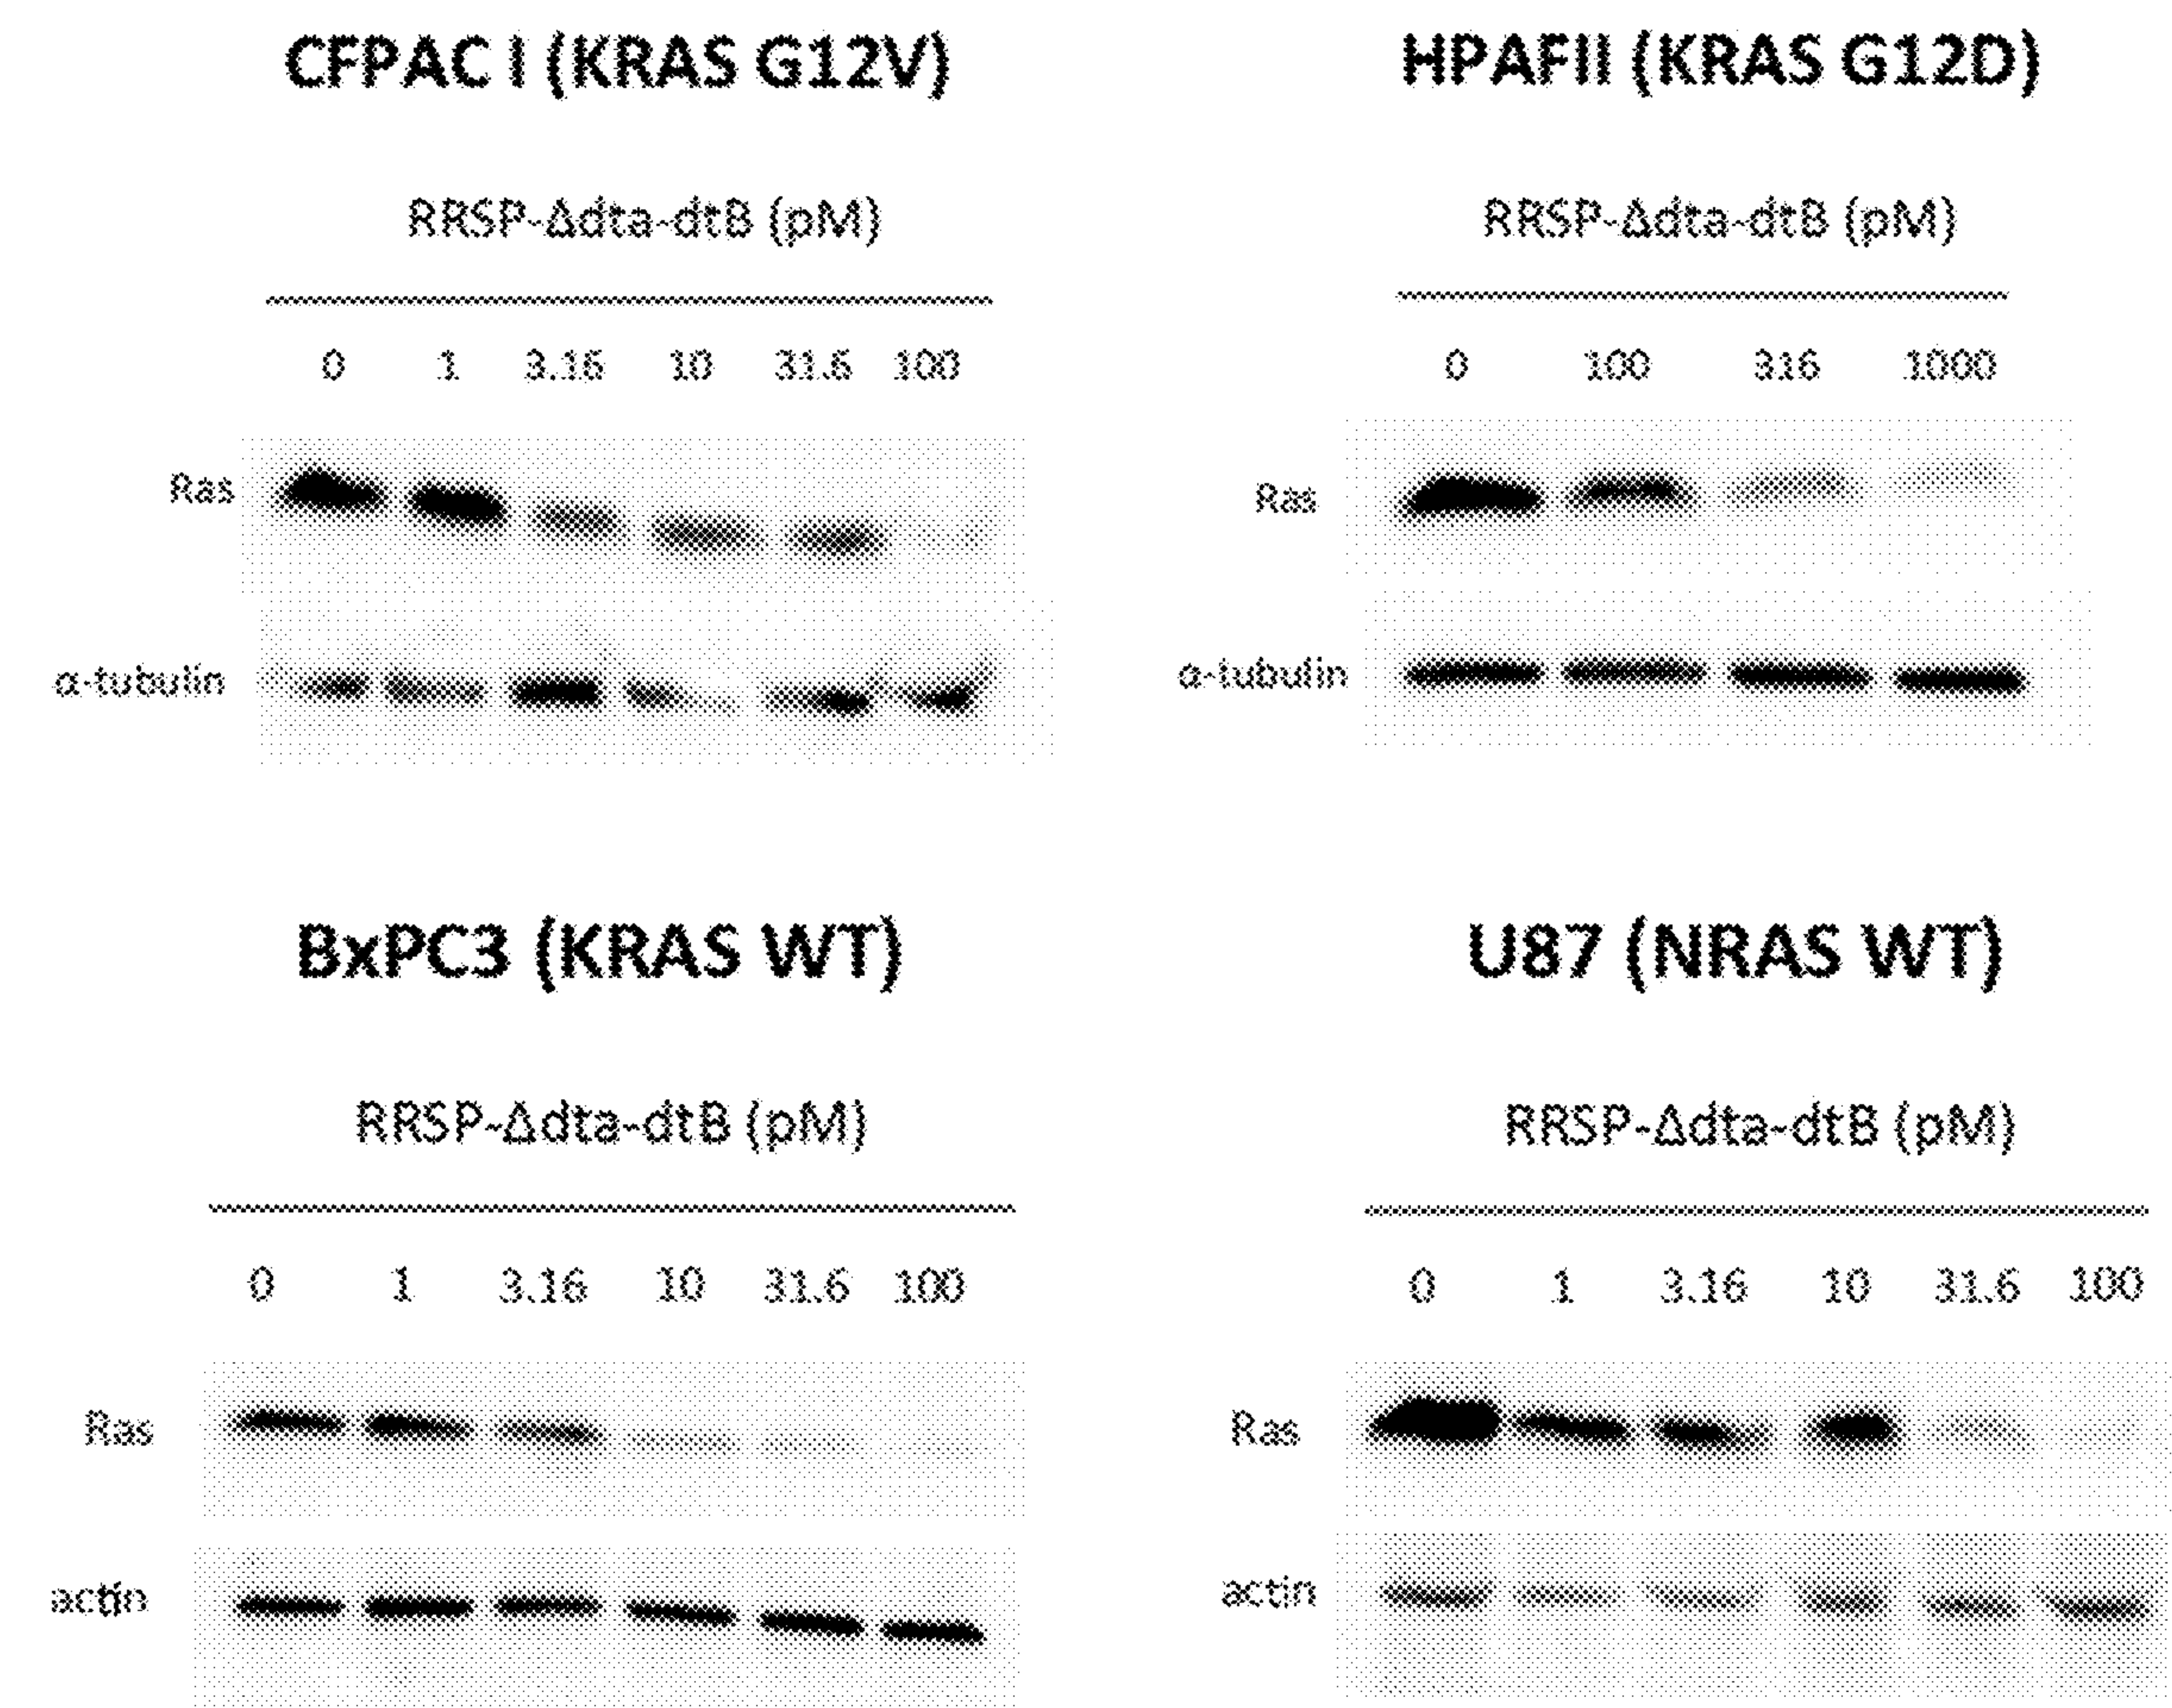 CFPAC I (KRAS G12V)
RRSP-Δdta-dtB (pM)
0 1 3.16 10 31.6 100
Ras
α-tubulin
HPAFII (KRAS G12D)
RRSP-Δdta-dtB (pM)
0 100 316 1000
Ras
α-tubulin
BxPC3 (KRAS WT)
RRSP-Δdta-dtB (pM)
0 1 3.16 10 31.6 100
Ras
actin
U87 (NRAS WT)
RRSP-Δdta-dtB (pM)
0 1 3.16 10 31.6 100
Ras
actin